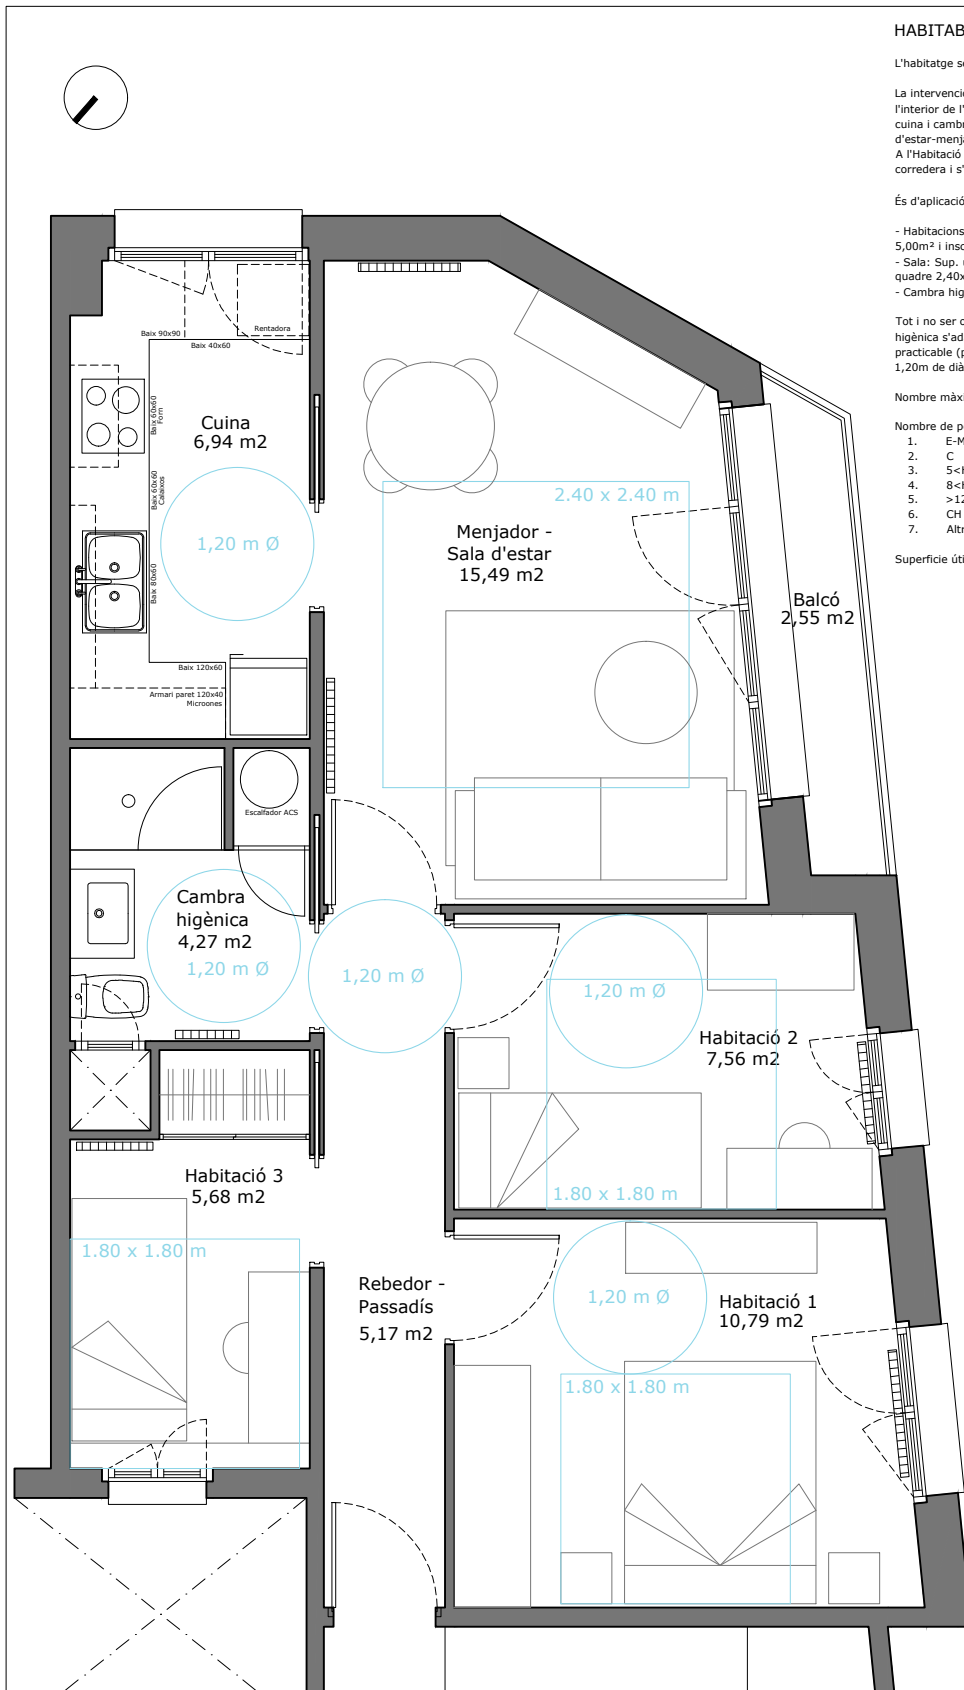 HABITAB
L'habitatge s
La intervenci
l'interior de l'
cuina i cambr
d'estar-menj
A l'Habitació
corredera i s'
És d'aplicació
- Habitacions
5,00m² i insc
- Sala: Sup.
quadre 2,40x
- Cambra hig
Tot i no ser
higènica s'ad
practicable (p
1,20m de dià
Nombre màxi
Nombre de p
1. E-M
2. C
3. 5<
4. 8<
5. >12
6. CH
7. Altr
Superficie úti
Rentadora
Baix 90x90
Baix 40x60
Baix 60x60
Forn
Cuina
6,94 m2
Baix 60x60
Calaixos
1,20 m Ø
Baix 80x60
Baix 120x60
Armari paret 120x40
Microones
2.40 x 2.40 m
Menjador -
Sala d'estar
15,49 m2
Balcó
2,55 m2
Escalfador ACS
Cambra
higènica
4,27 m2
1,20 m Ø
1,20 m Ø
1,20 m Ø
Habitació 2
7,56 m2
1.80 x 1.80 m
Habitació 3
5,68 m2
1.80 x 1.80 m
Rebedor -
Passadís
5,17 m2
1,20 m Ø
Habitació 1
10,79 m2
1.80 x 1.80 m